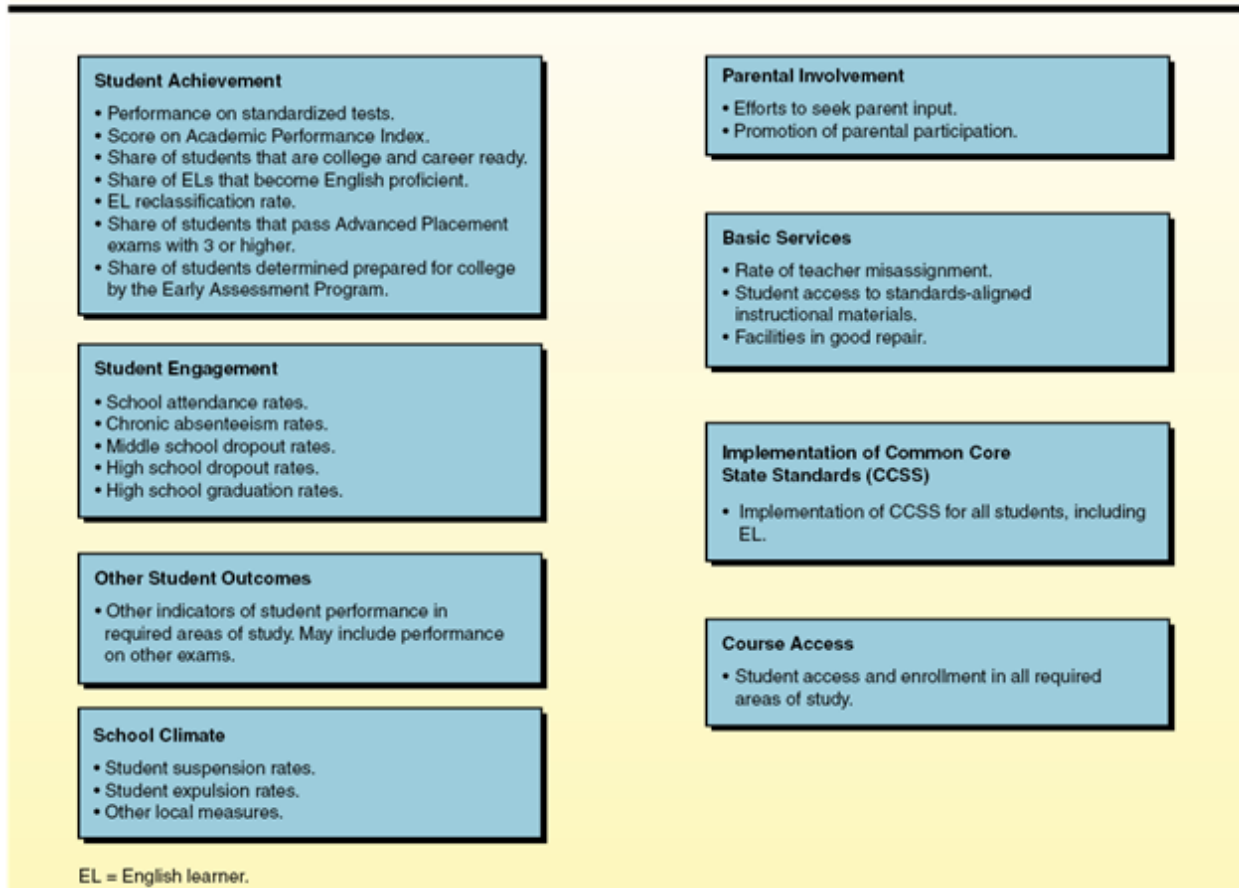 Student Achievement
• Performance on standardized tests.
• Score on Academic Performance Index.
• Share of students that are college and career ready.
• Share of ELs that become English proficient.
• EL reclassification rate.
• Share of students that pass Advanced Placement
exams with 3 or higher.
• Share of students determined prepared for college
by the Early Assessment Program.
Student Engagement
• School attendance rates.
• Chronic absenteeism rates.
• Middle school dropout rates.
• High school dropout rates.
• High school graduation rates.
Other Student Outcomes
• Other indicators of student performance in
required areas of study. May include performance
on other exams.
School Climate
• Student suspension rates.
• Student expulsion rates.
• Other local measures.
Parental Involvement
• Efforts to seek parent input.
• Promotion of parental participation.
Basic Services
• Rate of teacher misassignment.
• Student access to standards-aligned
instructional materials.
• Facilities in good repair.
Implementation of Common Core
State Standards (CCSS)
• Implementation of CCSS for all students, including
EL.
Course Access
• Student access and enrollment in all required
areas of study.
EL = English learner.